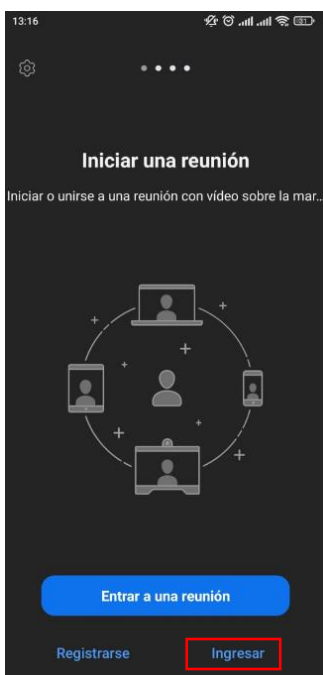 13:16
31
Iniciar una reunión
Iniciar o unirse a una reunión con vídeo sobre la mar...
Entrar a una reunión
Registrarse
Ingresar